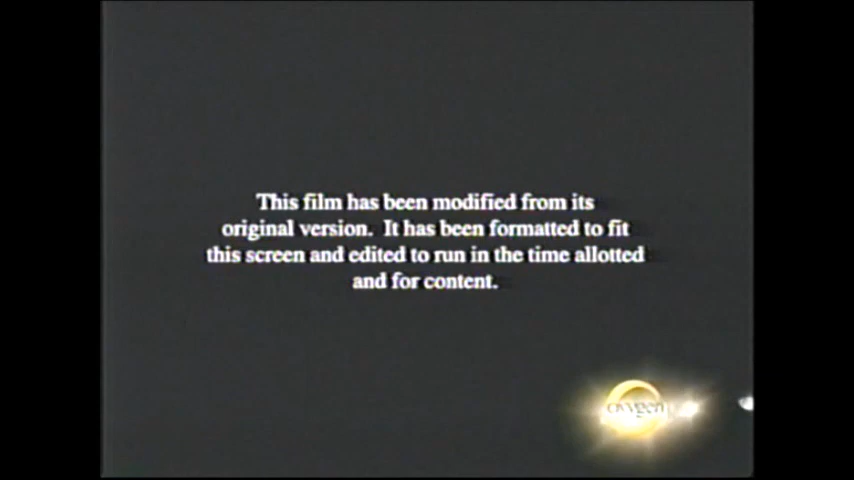 This film has been modified from its
original version. It has been formatted to fit
this screen and edited to run in the time allotted
and for content.
oxygen